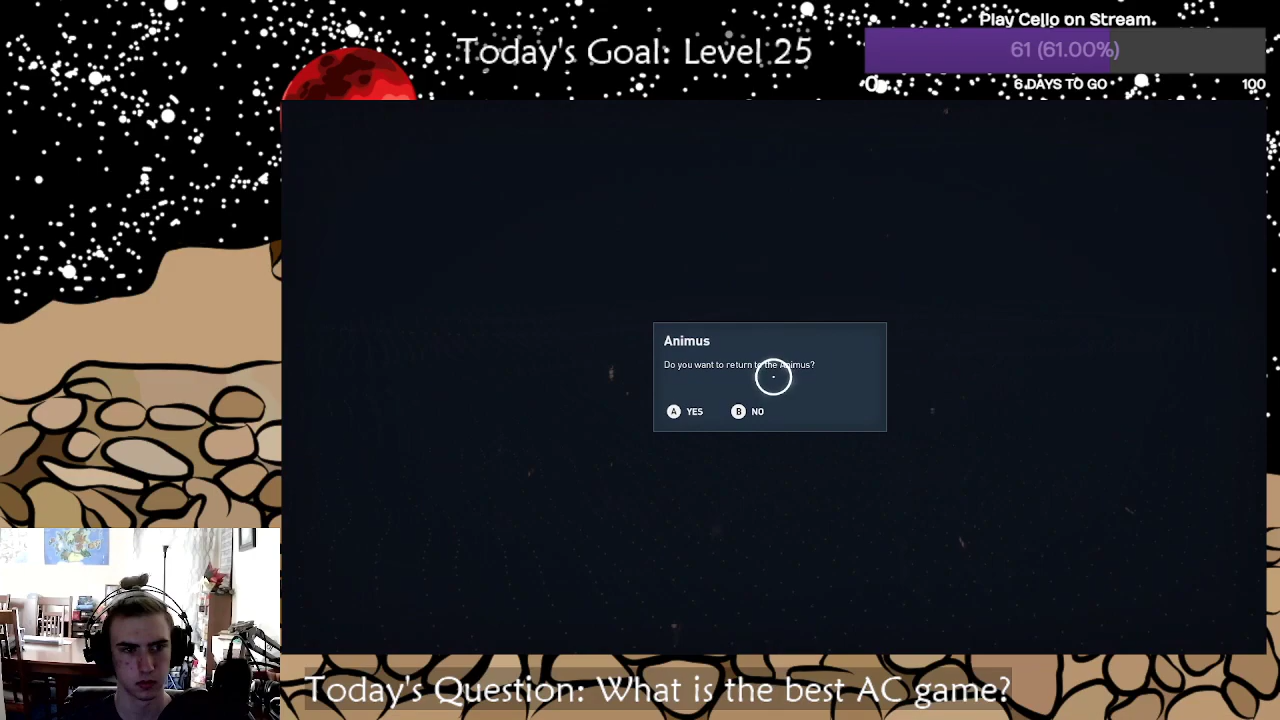 Play Cello on Stream
Today's Goal: Level 25
61 (61.00%)
0
6 DAYS TO GO
100
Animus
Do you want to return to the Animus?
A YES
B NO
Today's Question: What is the best AC game?